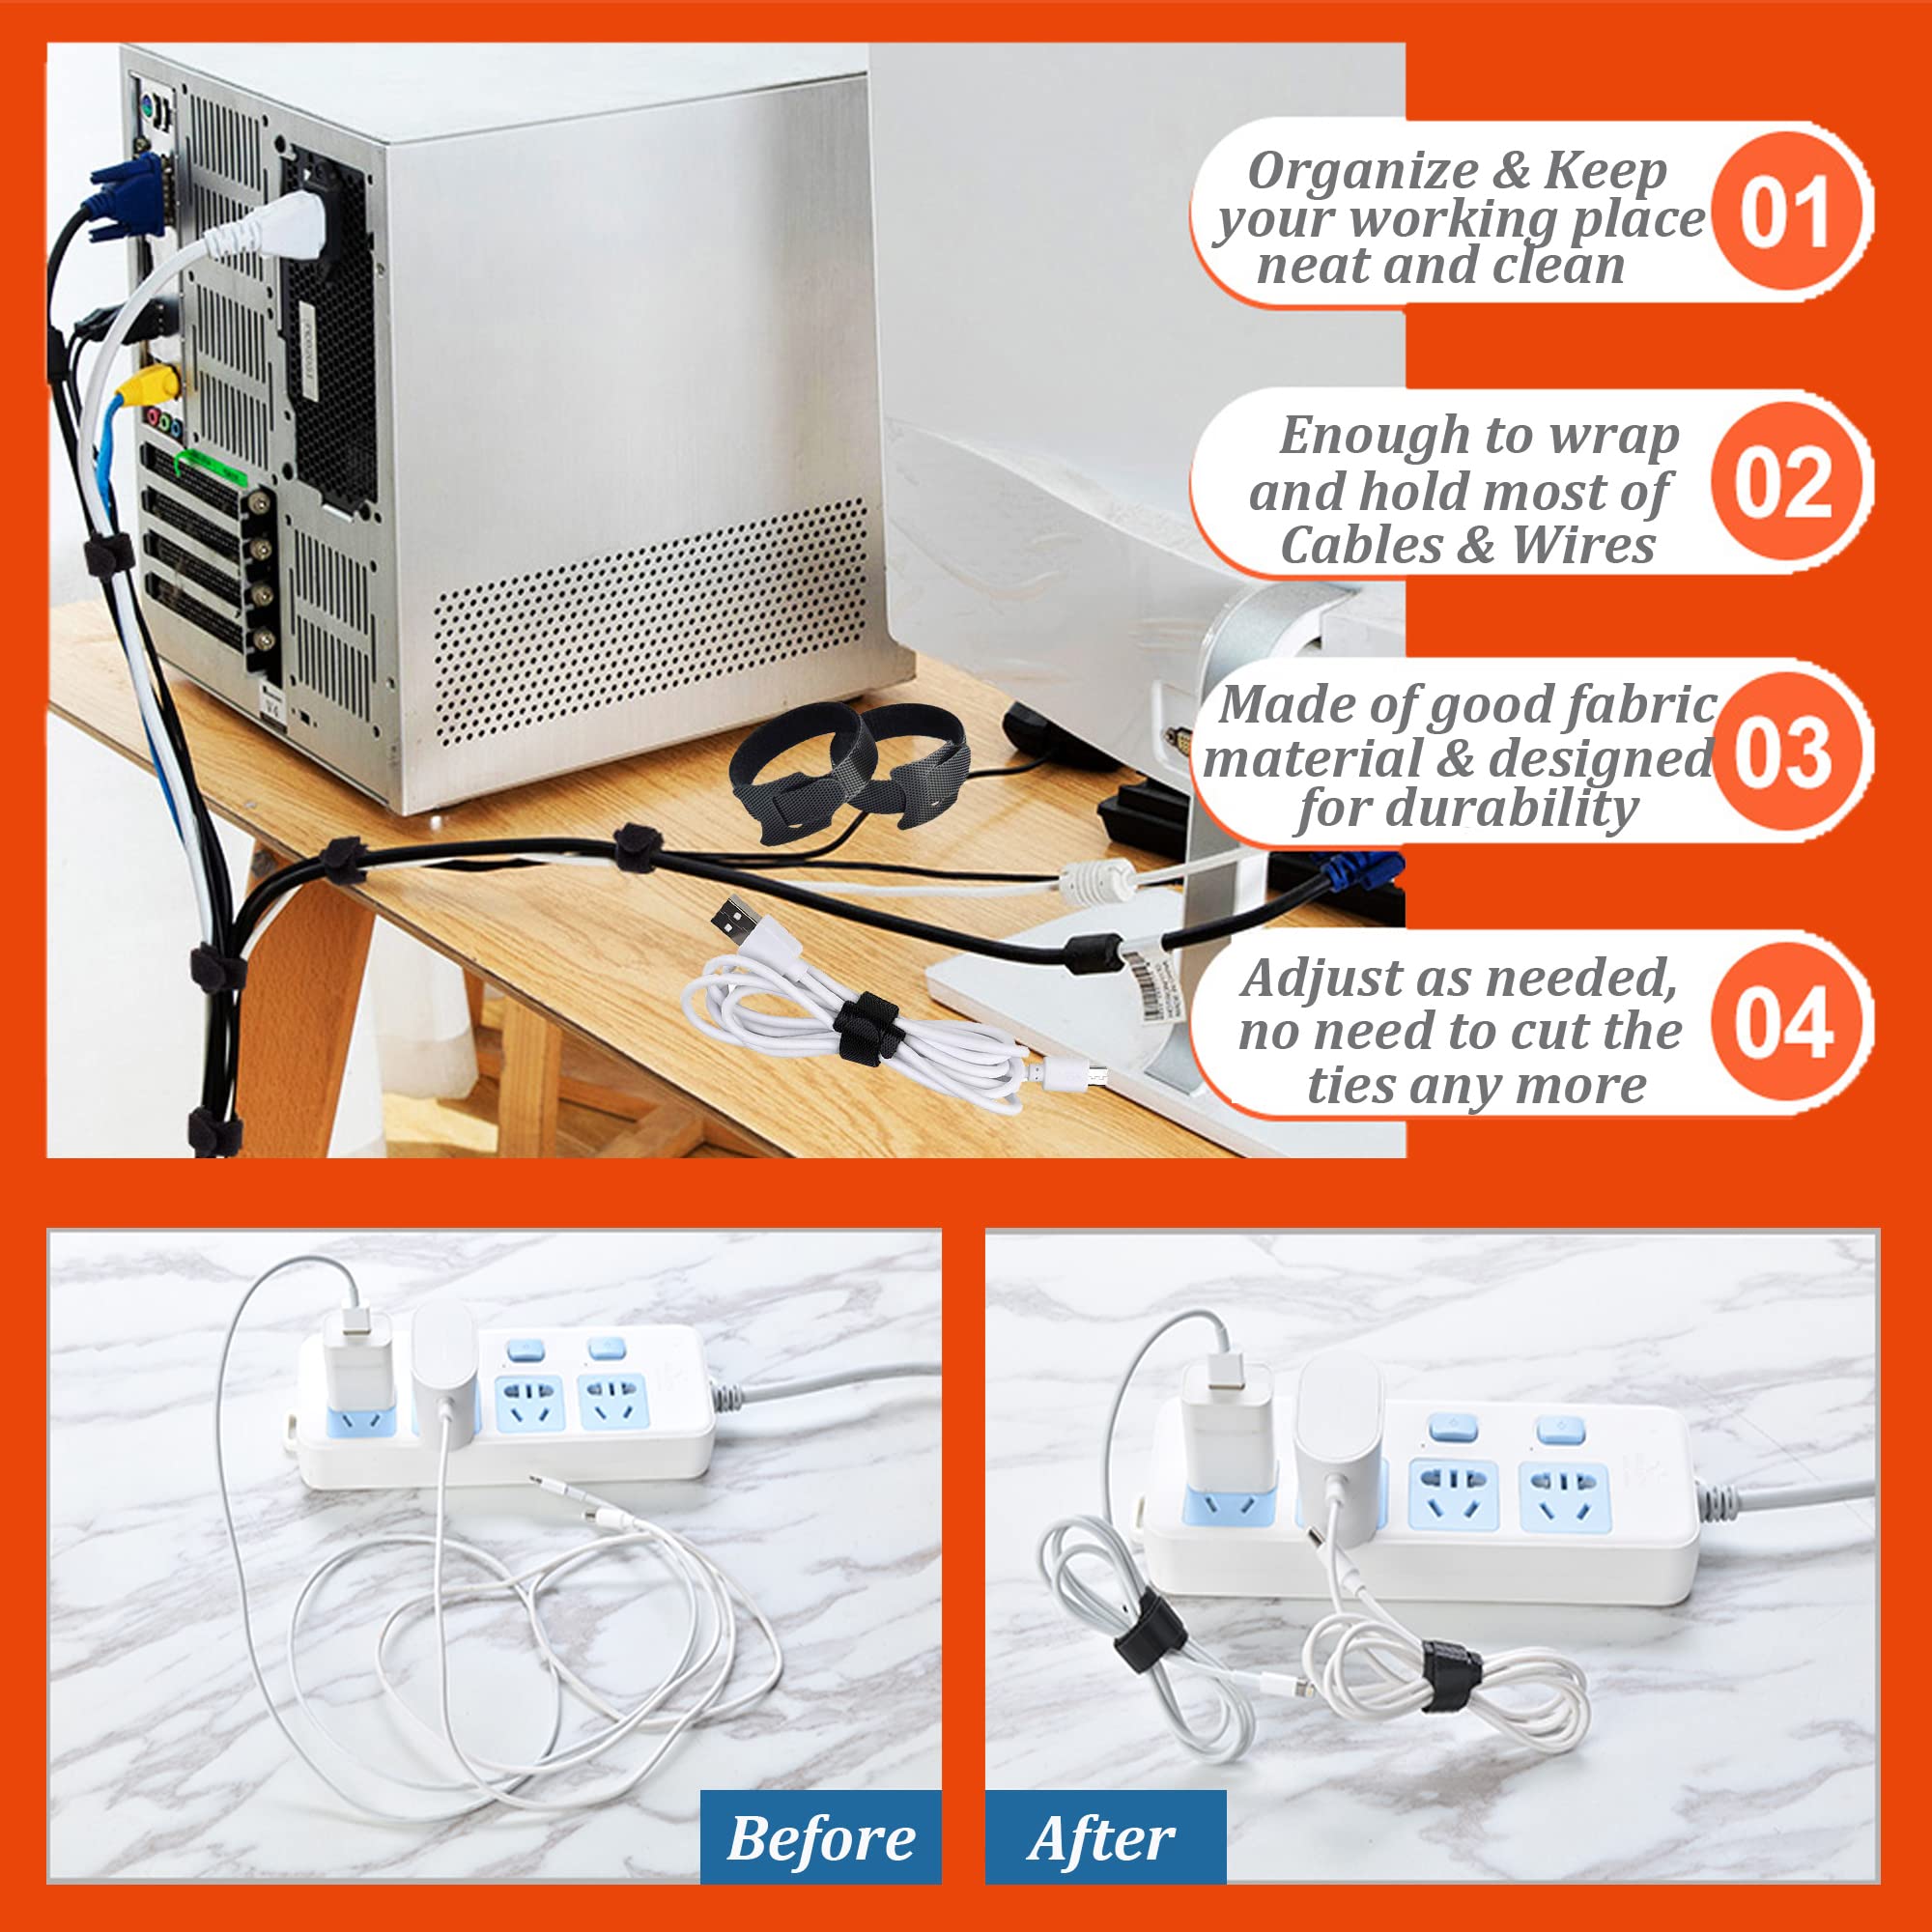 Organize & Keep
your working place
neat and clean
01
Enough to wrap
and hold most of
Cables & Wires
02
Made of good fabric
material & designed
for durability
03
Adjust as needed,
no need to cut the
ties any more
04
Before
After